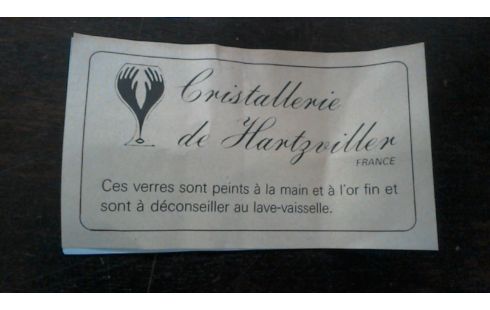 Cristallerie
de Hartzviller
FRANCE
Ces verres sont peints à la main et à l'or fin et
sont à déconseiller au lave-vaisselle.